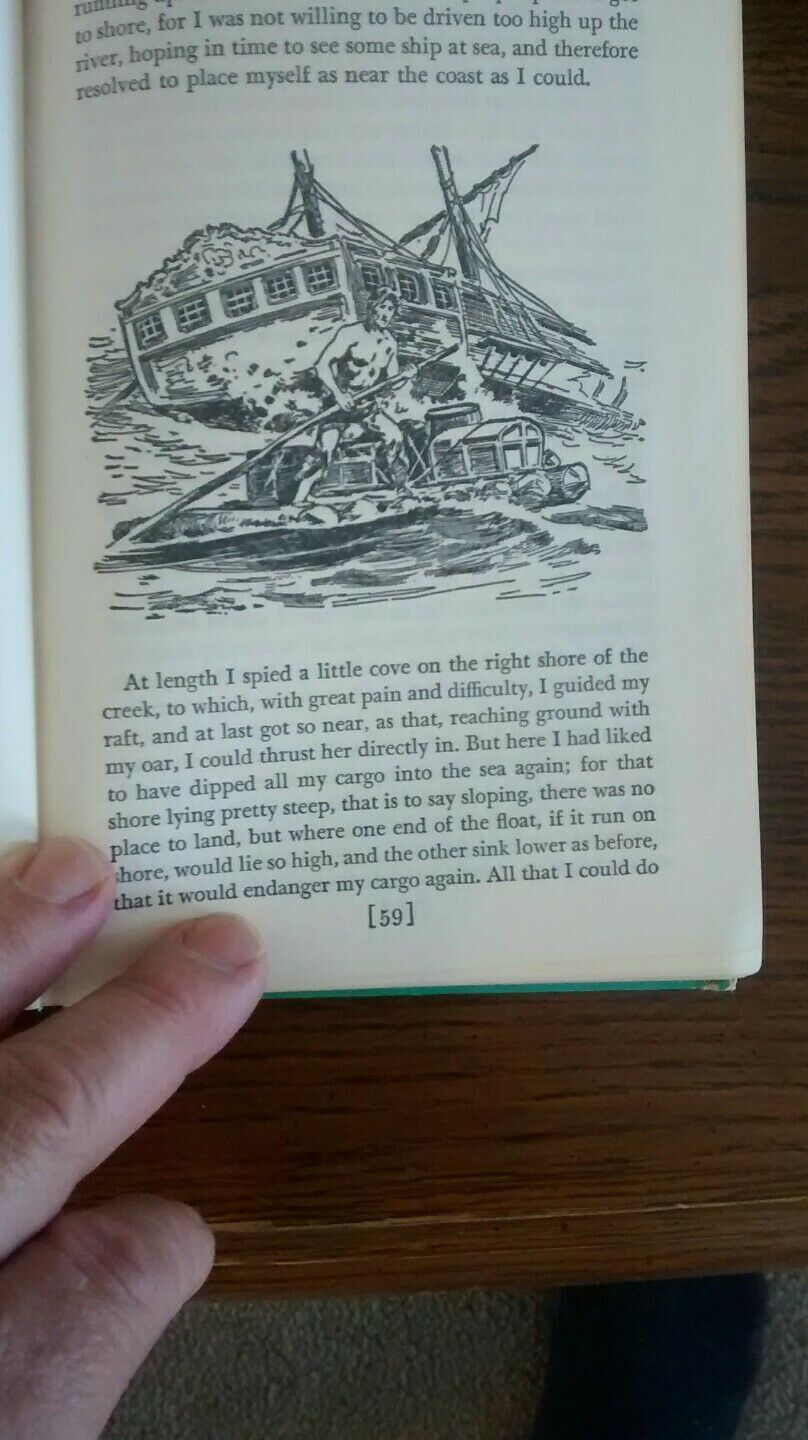 to shore, for I was not willing to be driven too high up the
river, hoping in time to see some ship at sea, and therefore
resolved to place myself as near the coast as I could.
At length I spied a little cove on the right shore of the
creek, to which, with great pain and difficulty, I guided my
raft, and at last got so near, as that, reaching ground with
my oar, I could thrust her directly in. But here I had liked
to have dipped all my cargo into the sea again; for that
shore lying pretty steep, that is to say sloping, there was no
place to land, but where one end of the float, if it run on
shore, would lie so high, and the other sink lower as before,
that it would endanger my cargo again. All that I could do
[59]